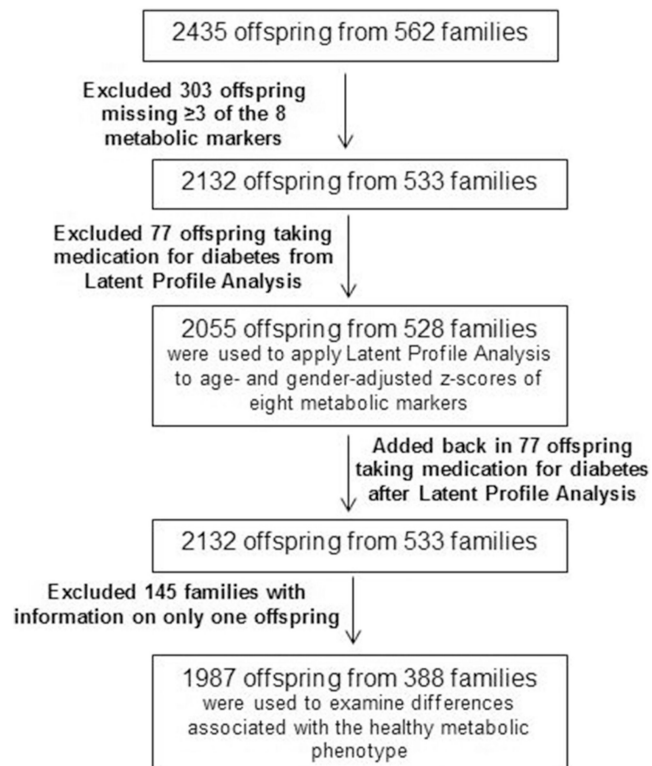 2435 offspring from 562 families
Excluded 303 offspring
missing ≥3 of the 8
metabolic markers
2132 offspring from 533 families
Excluded 77 offspring taking
medication for diabetes from
Latent Profile Analysis
2055 offspring from 528 families
were used to apply Latent Profile Analysis
to age- and gender-adjusted z-scores of
eight metabolic markers
Added back in 77 offspring
taking medication for diabetes
after Latent Profile Analysis
2132 offspring from 533 families
Excluded 145 families with
information on only one offspring
1987 offspring from 388 families
were used to examine differences
associated with the healthy metabolic
phenotype